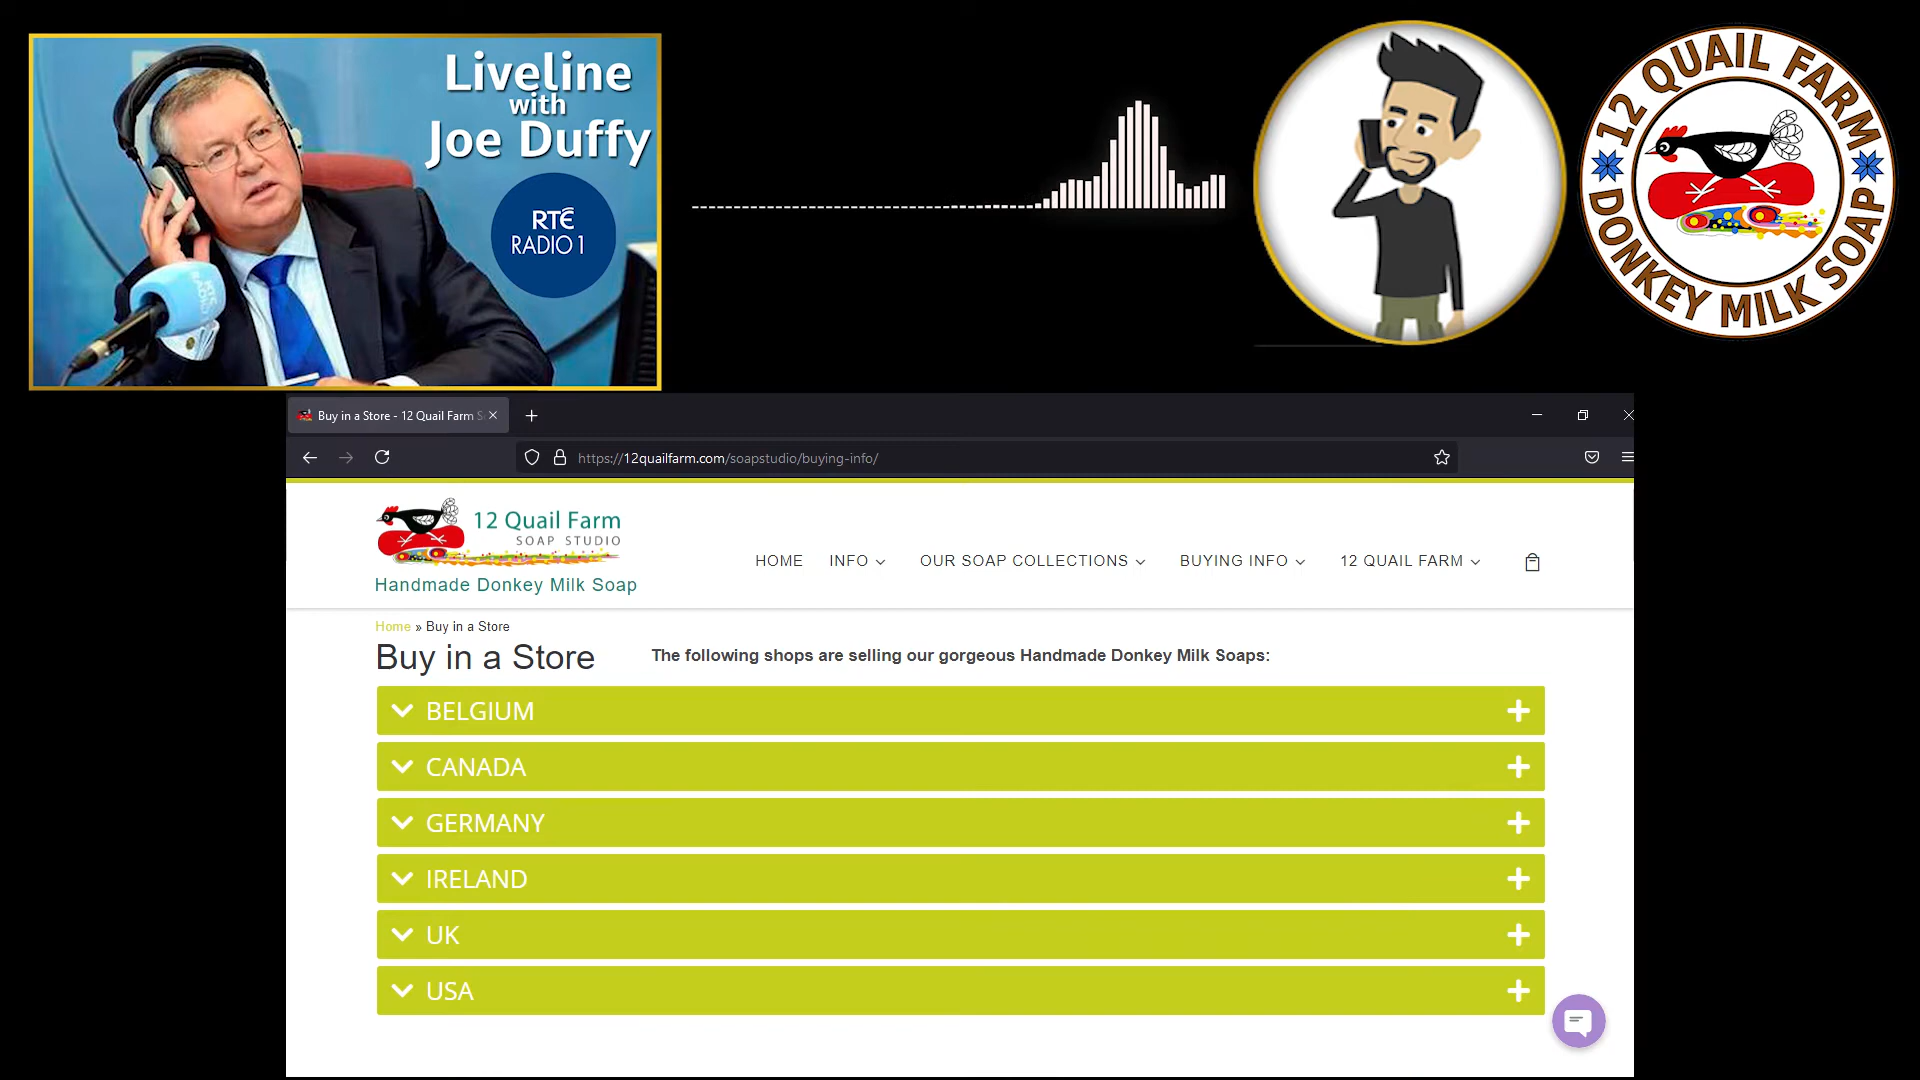 Liveline
with
Joe Duffy
RTÉ
RADIO 1
12 QUAIL FARM
DONKEY MILK SOAP
Buy in a Store - 12 Quail Farm S
https://12quailfarm.com/soapstudio/buying-info/
12 Quail Farm
SOAP STUDIO
Handmade Donkey Milk Soap
HOME INFO OUR SOAP COLLECTIONS BUYING INFO 12 QUAIL FARM
Home » Buy in a Store
Buy in a Store
The following shops are selling our gorgeous Handmade Donkey Milk Soaps:
BELGIUM
CANADA
GERMANY
IRELAND
UK
USA